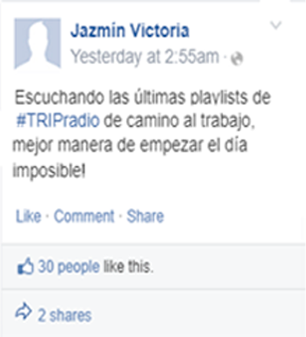 Jazmín Victoria
Yesterday at 2:55am ·
Escuchando las últimas playlists de
#TRIPradio de camino al trabajo,
mejor manera de empezar el día
imposible!
Like · Comment · Share
30 people like this.
2 shares